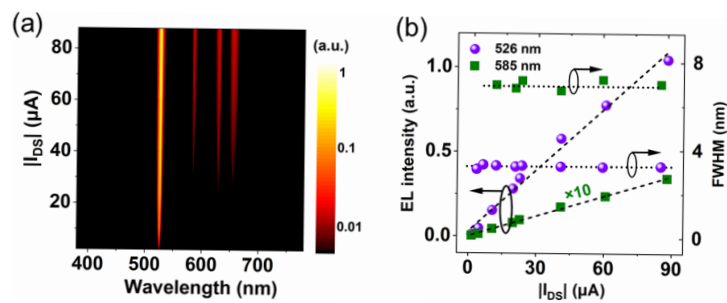 (a)
|I_DS| (µA)
80
60
40
20
400 500 600 700
Wavelength (nm)
(a.u.)
1
0.1
0.01
(b)
526 nm
585 nm
EL intensity (a.u.)
1.0
0.5
0.0
×10
8
4
0
FWHM (nm)
0 30 60 90
|I_DS| (µA)